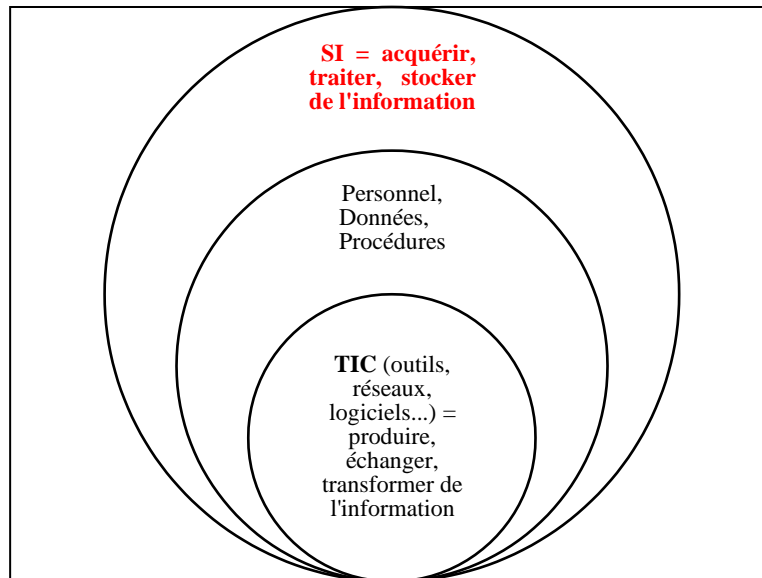 SI = acquérir,
traiter, stocker
de l'information
Personnel,
Données,
Procédures
TIC (outils,
réseaux,
logiciels...) =
produire,
échanger,
transformer de
l'information